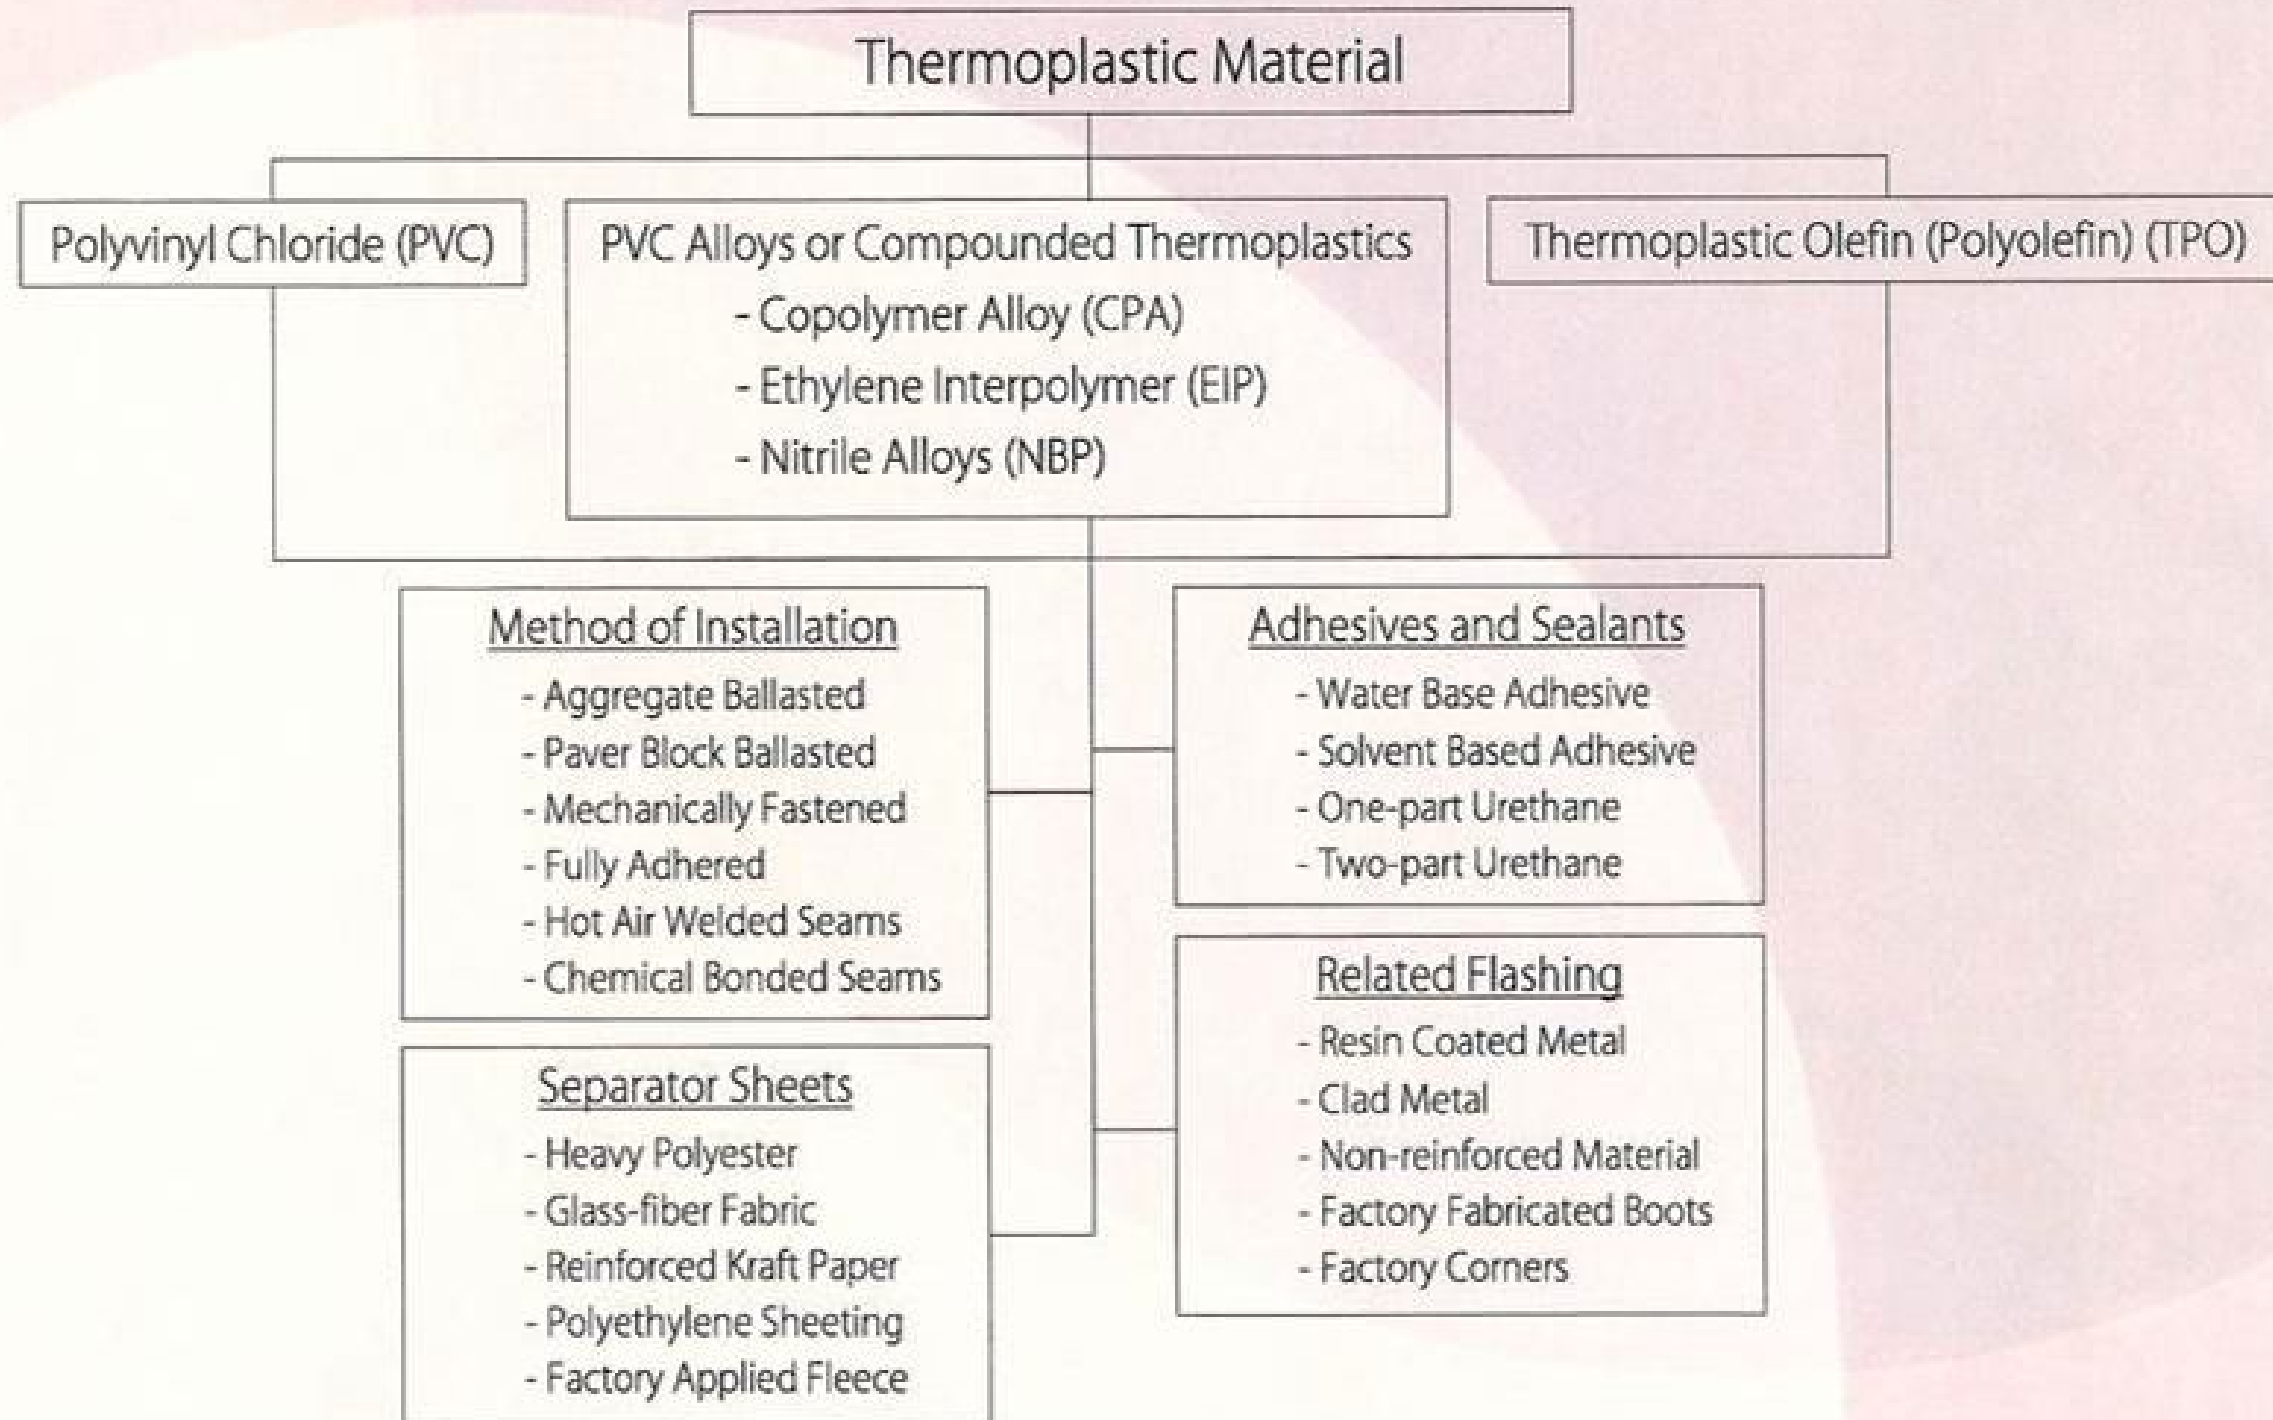 Thermoplastic Material
Polyvinyl Chloride (PVC)
PVC Alloys or Compounded Thermoplastics
- Copolymer Alloy (CPA)
- Ethylene Interpolymer (EIP)
- Nitrile Alloys (NBP)
Thermoplastic Olefin (Polyolefin) (TPO)
Method of Installation
- Aggregate Ballasted
- Paver Block Ballasted
- Mechanically Fastened
- Fully Adhered
- Hot Air Welded Seams
- Chemical Bonded Seams
Adhesives and Sealants
- Water Base Adhesive
- Solvent Based Adhesive
- One-part Urethane
- Two-part Urethane
Separator Sheets
- Heavy Polyester
- Glass-fiber Fabric
- Reinforced Kraft Paper
- Polyethylene Sheeting
- Factory Applied Fleece
Related Flashing
- Resin Coated Metal
- Clad Metal
- Non-reinforced Material
- Factory Fabricated Boots
- Factory Corners